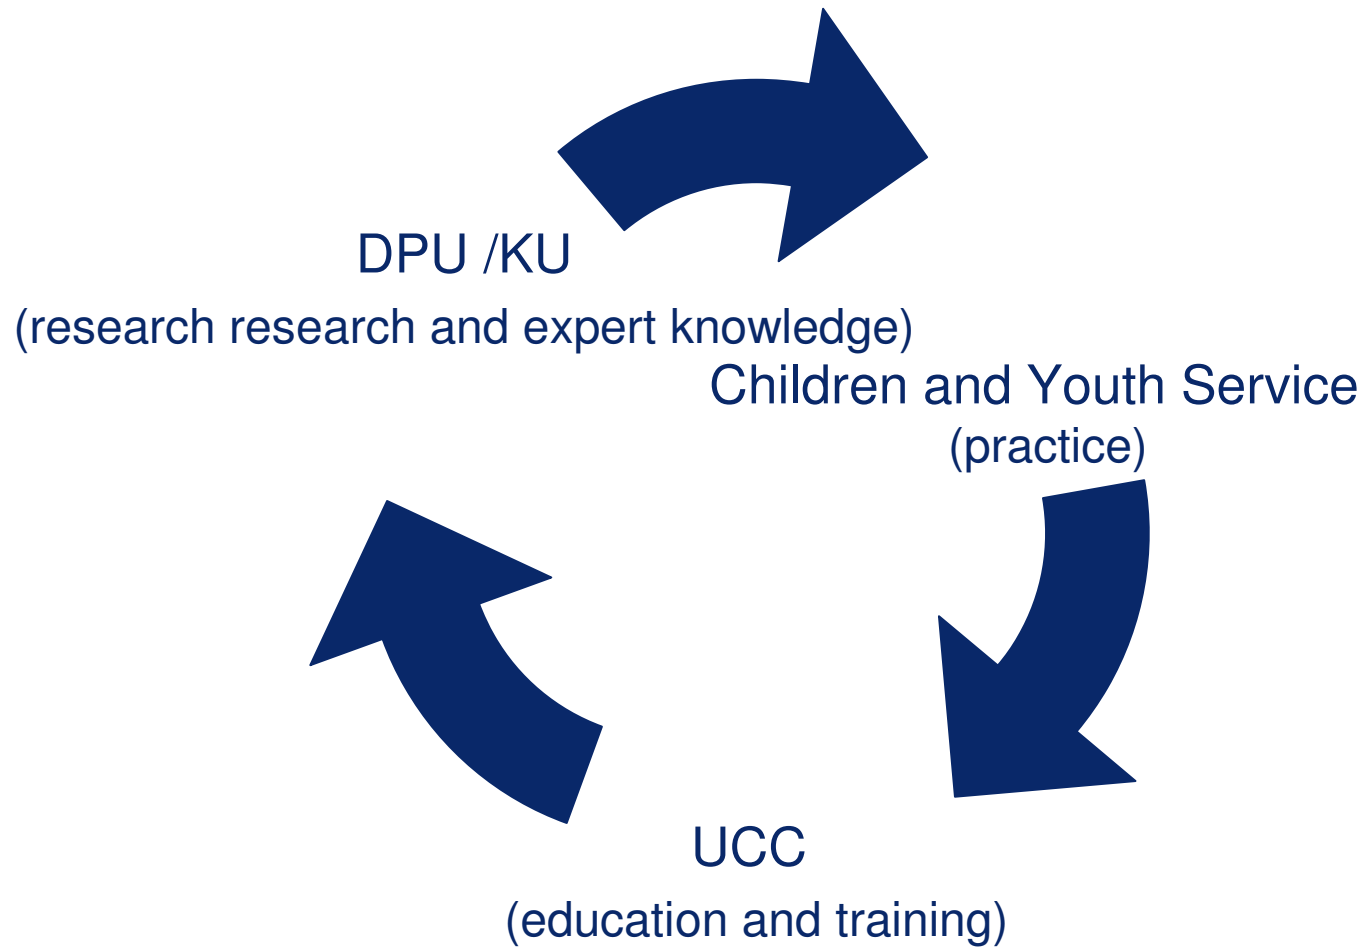 DPU /KU
(research research and expert knowledge)
Children and Youth Service
(practice)
UCC
(education and training)